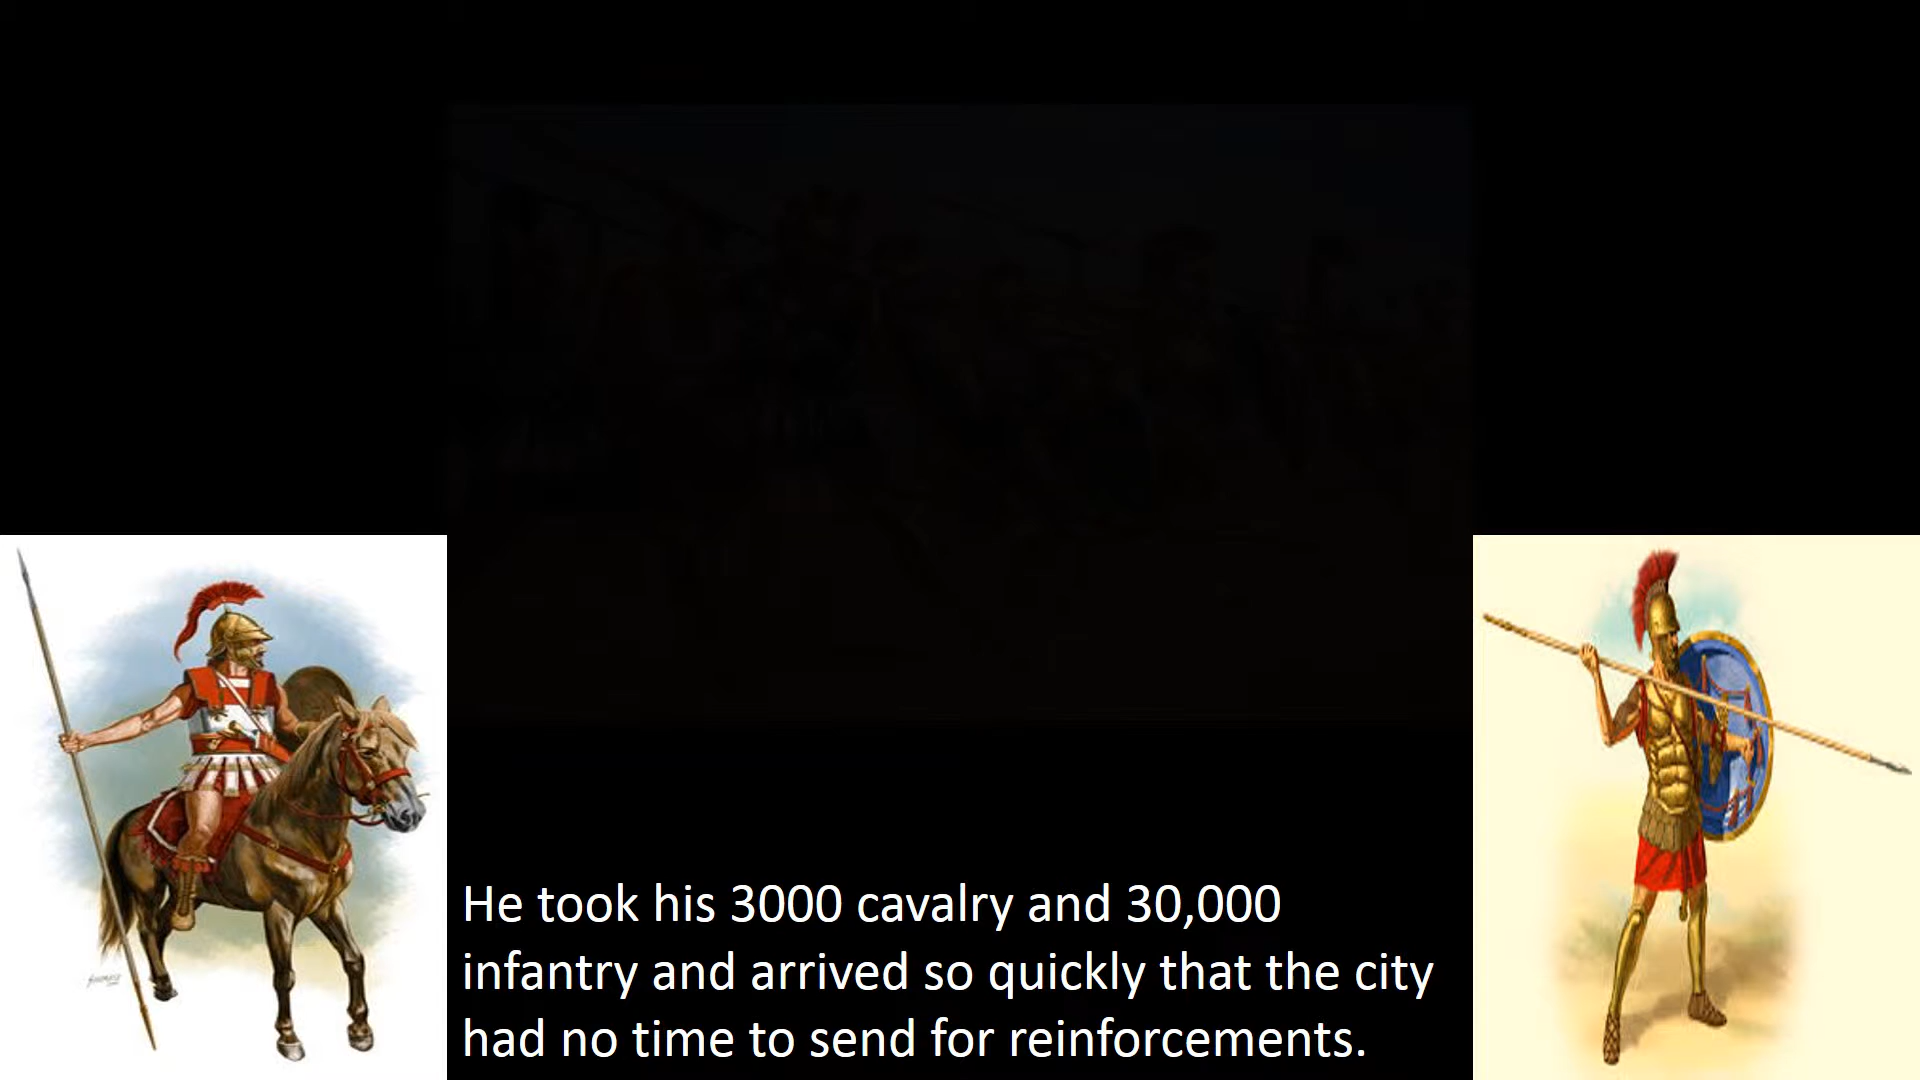 He took his 3000 cavalry and 30,000
infantry and arrived so quickly that the city
had no time to send for reinforcements.